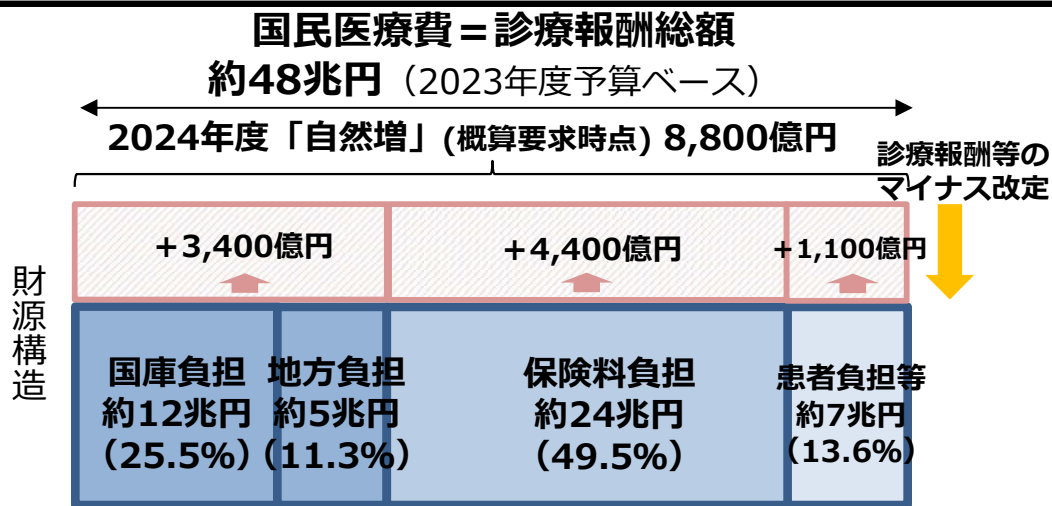 国民医療費＝診療報酬総額
約48兆円（2023年度予算ベース）
2024年度「自然増」(概算要求時点) 8,800億円
診療報酬等の
マイナス改定
＋3,400億円
＋4,400億円
＋1,100億円
財源構造
国庫負担
約12兆円
（25.5%）
地方負担
約5兆円
（11.3%）
保険料負担
約24兆円
（49.5%）
患者負担等
約7兆円
（13.6%）